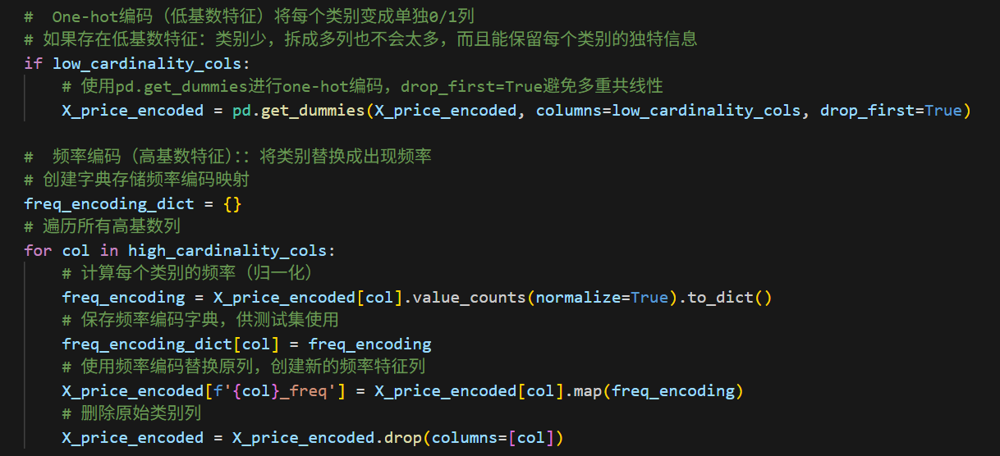 #  One-hot编码（低基数特征）将每个类别变成单独0/1列
# 如果存在低基数特征：类别少，拆成多列也不会太多，而且能保留每个类别的独特信息
if low_cardinality_cols:
    # 使用pd.get_dummies进行one-hot编码，drop_first=True避免多重共线性
    X_price_encoded = pd.get_dummies(X_price_encoded, columns=low_cardinality_cols, drop_first=True)
#  频率编码（高基数特征）：：将类别替换成出现频率
# 创建字典存储频率编码映射
freq_encoding_dict = {}
# 遍历所有高基数列
for col in high_cardinality_cols:
    # 计算每个类别的频率（归一化）
    freq_encoding = X_price_encoded[col].value_counts(normalize=True).to_dict()
    # 保存频率编码字典，供测试集使用
    freq_encoding_dict[col] = freq_encoding
    # 使用频率编码替换原列，创建新的频率特征列
    X_price_encoded[f'{col}_freq'] = X_price_encoded[col].map(freq_encoding)
    # 删除原始类别列
    X_price_encoded = X_price_encoded.drop(columns=[col])